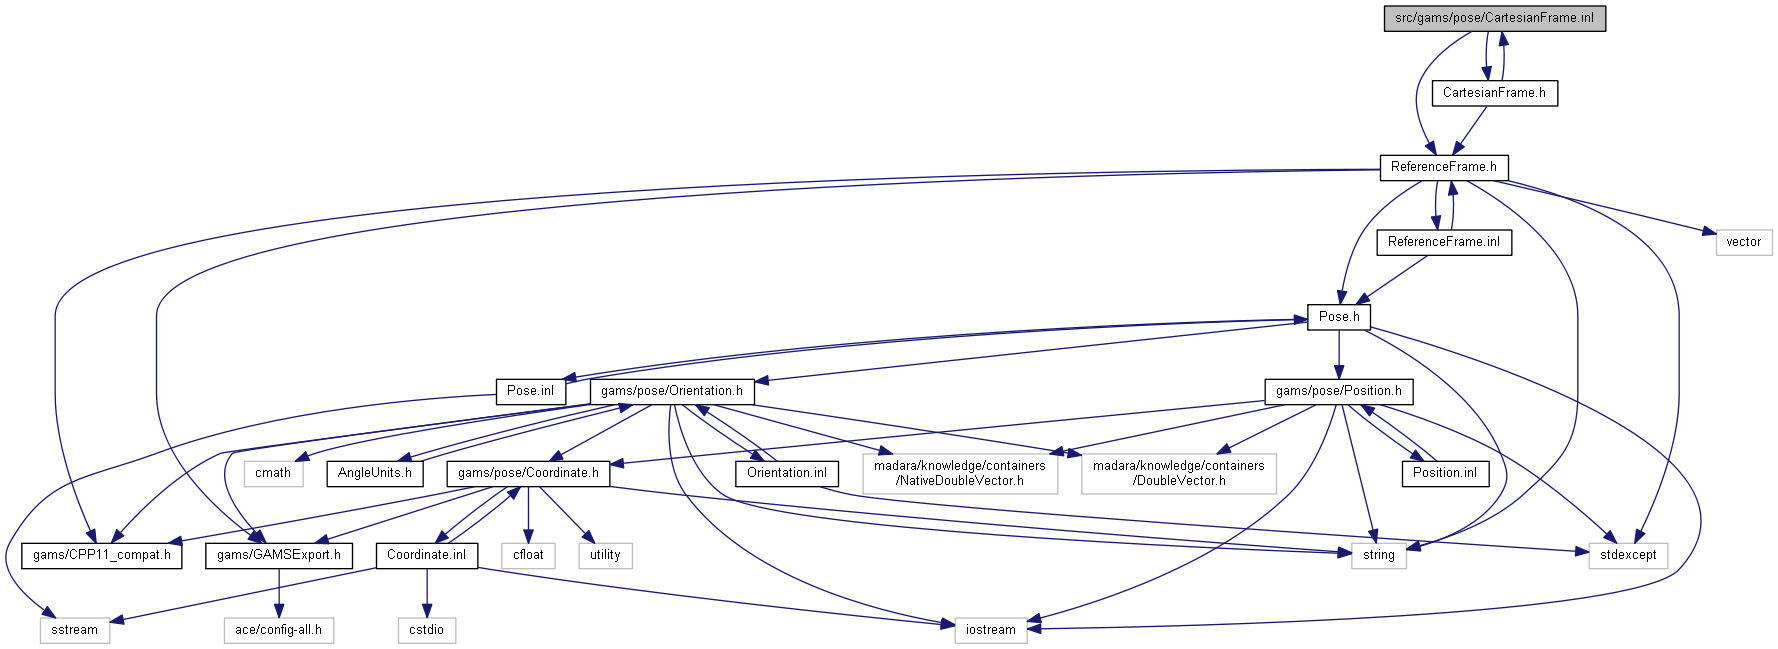 src/gams/pose/CartesianFrame.inl
CartesianFrame.h
ReferenceFrame.h
ReferenceFrame.inl
vector
Pose.h
Pose.inl
gams/pose/Orientation.h
gams/pose/Position.h
cmath
AngleUnits.h
gams/pose/Coordinate.h
Orientation.inl
madara/knowledge/containers
/NativeDoubleVector.h
madara/knowledge/containers
/DoubleVector.h
Position.inl
gams/CPP11_compat.h
gams/GAMSExport.h
Coordinate.inl
cfloat
utility
string
stdexcept
sstream
ace/config-all.h
cstdio
iostream